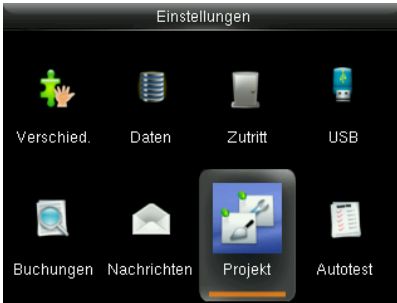 Einstellungen
Verschied. Daten Zutritt USB
Buchungen Nachrichten Projekt Autotest